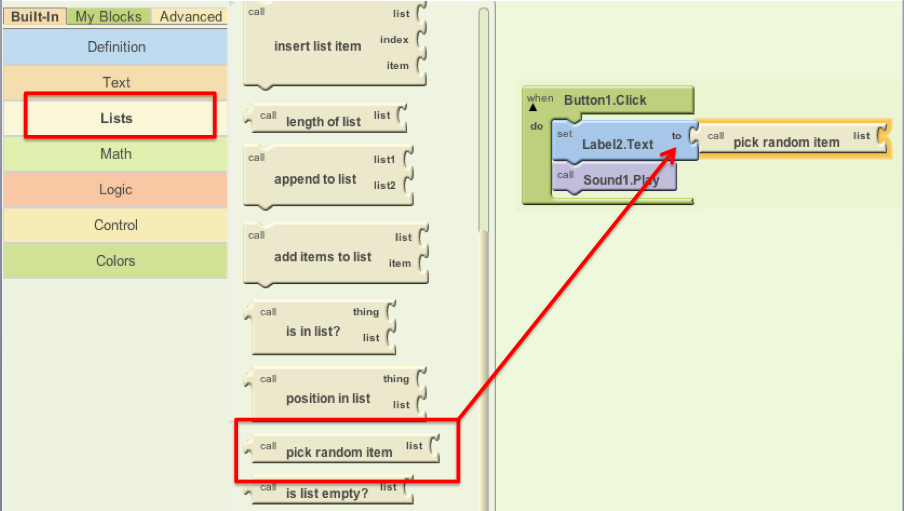 Built-In My Blocks Advanced
Definition
Text
Lists
Math
Logic
Control
Colors
call list
insert list item index
item
call length of list list
call list1
append to list
list2
call list
add items to list item
call thing
is in list?
list
call thing
position in list
list
call pick random item list
call is list empty? list
when Button1.Click
do
set Label2.Text to
call pick random item list
call Sound1.Play